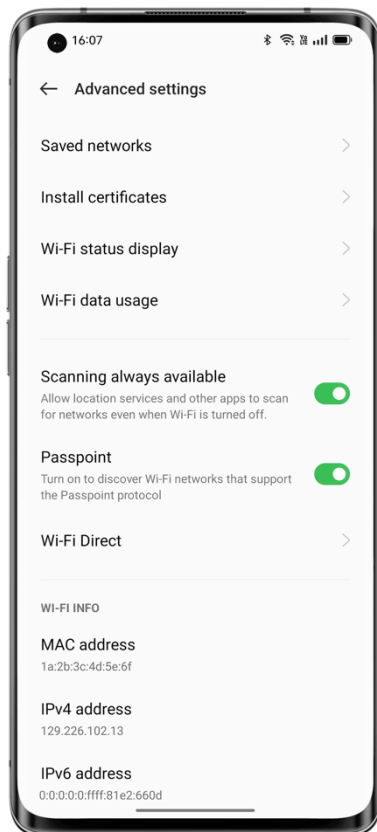 16:07
Advanced settings
Saved networks
Install certificates
Wi-Fi status display
Wi-Fi data usage
Scanning always available
Allow location services and other apps to scan
for networks even when Wi-Fi is turned off.
Passpoint
Turn on to discover Wi-Fi networks that support
the Passpoint protocol
Wi-Fi Direct
WI-FI INFO
MAC address
1a:2b:3c:4d:5e:6f
IPv4 address
129.226.102.13
IPv6 address
0:0:0:0:0:ffff:81e2:660d